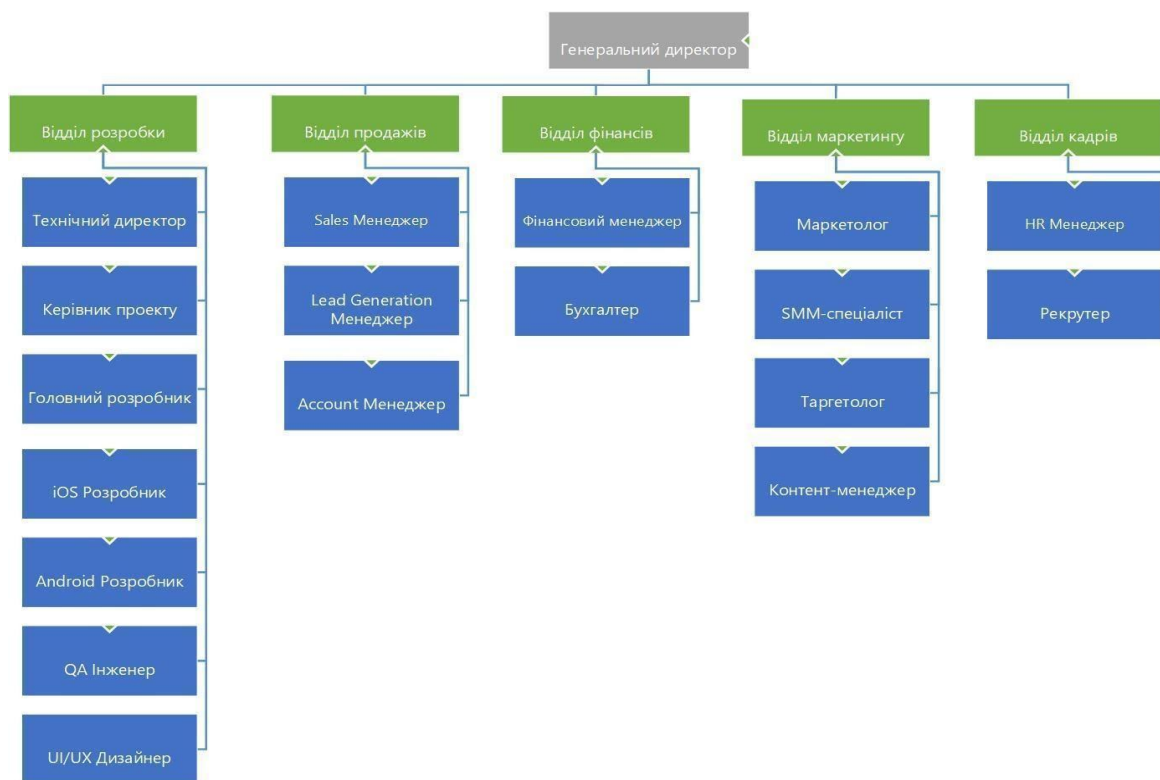 Генеральний директор
Відділ розробки
Відділ продажів
Відділ фінансів
Відділ маркетингу
Відділ кадрів
Технічний директор
Керівник проекту
Головний розробник
iOS Розробник
Android Розробник
QA Інженер
UI/UX Дизайнер
Sales Менеджер
Lead Generation
Менеджер
Account Менеджер
Фінансовий менеджер
Бухгалтер
Маркетолог
SMM-спеціаліст
Таргетолог
Контент-менеджер
HR Менеджер
Рекрутер